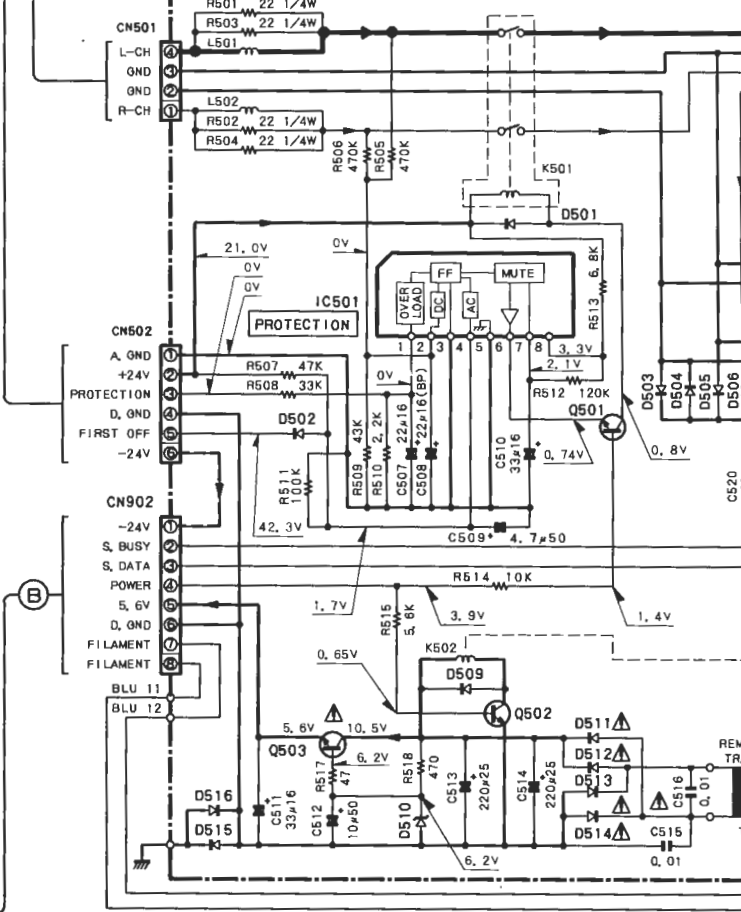 R501 22 1/4W
R503 22 1/4W
CN501
L501
L-CH 4
GND 3
GND 2
R-CH 1
L502
R502 22 1/4W
R504 22 1/4W
R506 470K
R505 470K
K501
D501
21.0V
0V
0V
0V
IC501
PROTECTION
OVER LOAD
FF
DC
AC
MUTE
1 2 3 4 5 6 7 8
R513 6.8K
3.3V
2.1V
R512 120K
CN502
A.GND 1
+24V 2
PROTECTION 3
D.GND 4
FIRST OFF 5
-24V 6
R507 47K
R508 33K
0V
D502
R511 100K
R509 43K
R510 2.2K
C507 22μ16
C508 22μ16(BP)
C510 33μ16
+
+
+
Q501
0.74V
0.8V
D503
D504
D505
D506
C520
42.3V
C509 + 4.7μ50
CN902
-24V 1
S.BUSY 2
S.DATA 3
POWER 4
5.6V 5
D.GND 6
FILAMENT 7
FILAMENT 8
B
R514 10K
1.7V
R515 5.6K
3.9V
1.4V
BLU 11
BLU 12
0.65V
K502
D509
Q502
5.6V
10.5V
Q503
6.2V
R517 47
R518 470
C511 33μ16
+
C512 10μ50
+
D510
C513 220μ25
+
C514 220μ25
+
6.2V
D516
D515
D511
D512
D513
D514
C516 0.01
C515
0.01
REM
TRA